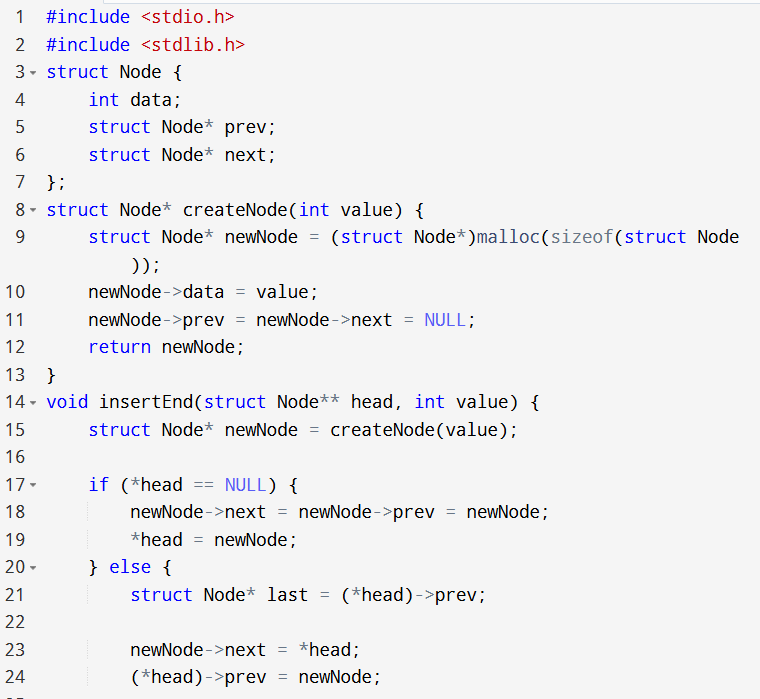 1 #include <stdio.h>
2 #include <stdlib.h>
3 struct Node {
4     int data;
5     struct Node* prev;
6     struct Node* next;
7 };
8 struct Node* createNode(int value) {
9     struct Node* newNode = (struct Node*)malloc(sizeof(struct Node
        ));
10     newNode->data = value;
11     newNode->prev = newNode->next = NULL;
12     return newNode;
13 }
14 void insertEnd(struct Node** head, int value) {
15     struct Node* newNode = createNode(value);
16
17     if (*head == NULL) {
18         newNode->next = newNode->prev = newNode;
19         *head = newNode;
20     } else {
21         struct Node* last = (*head)->prev;
22
23         newNode->next = *head;
24         (*head)->prev = newNode;